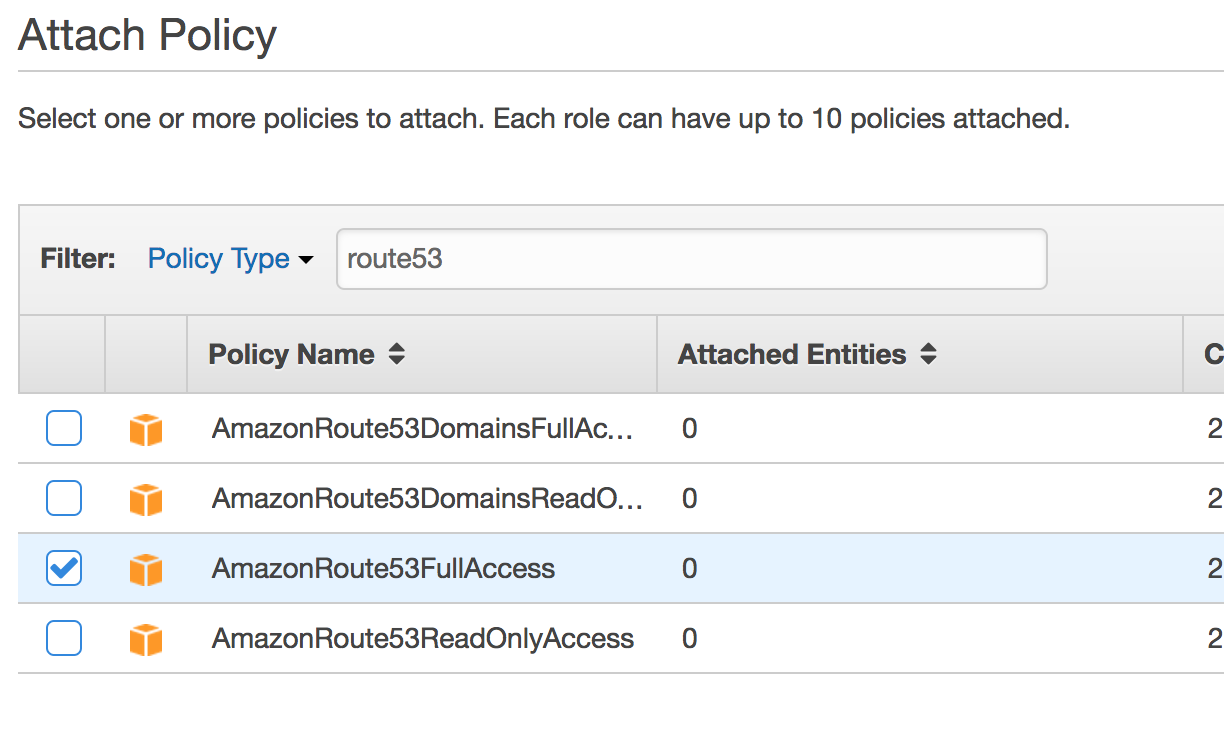 Attach Policy
Select one or more policies to attach. Each role can have up to 10 policies attached.
Filter: Policy Type route53
Policy Name Attached Entities C
AmazonRoute53DomainsFullAc... 0 2
AmazonRoute53DomainsReadO... 0 2
AmazonRoute53FullAccess 0 2
AmazonRoute53ReadOnlyAccess 0 2